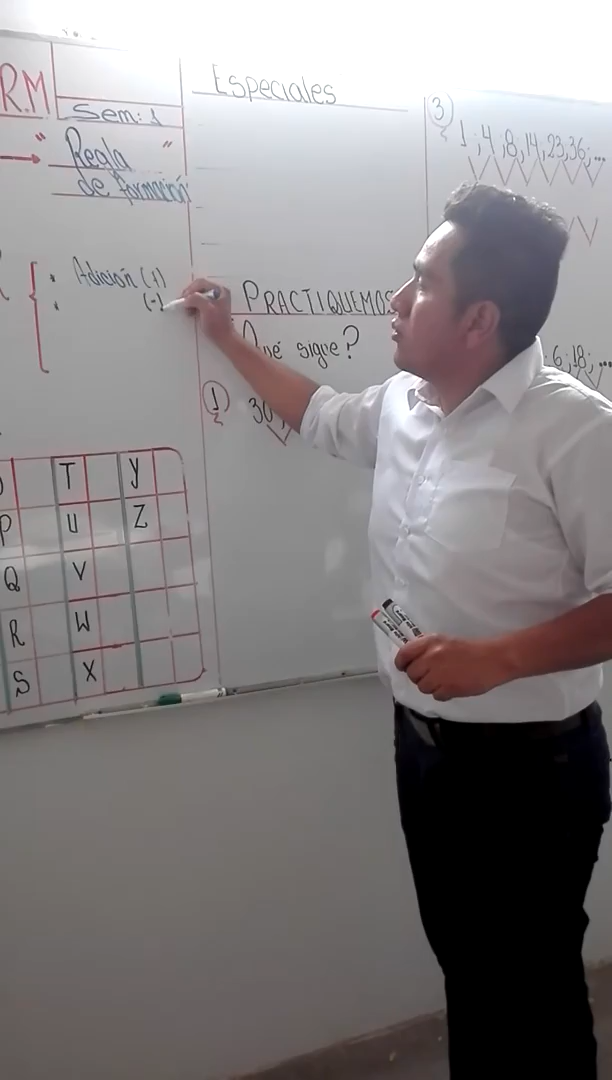 R.M
Sem: 1
" Regla "
de formación
Adición (+)
(-)
T Y
P U Z
Q V
R W
S X
Especiales
PRACTIQUEMOS
¿Qué sigue?
1
30
3
1 ; 4 ; 8 ; 14 ; 23 ; 36 ; ...
6 ; 18 ; ...